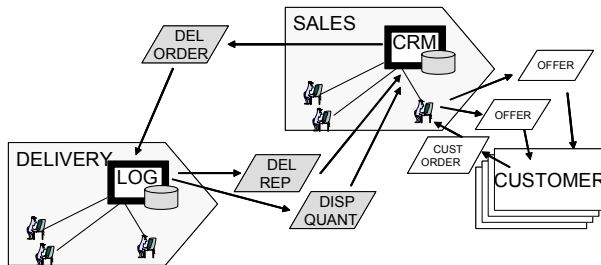 SALES
DEL
ORDER
CRM
OFFER
OFFER
CUST
ORDER
DELIVERY
LOG
DEL
REP
DISP
QUANT
CUSTOMER